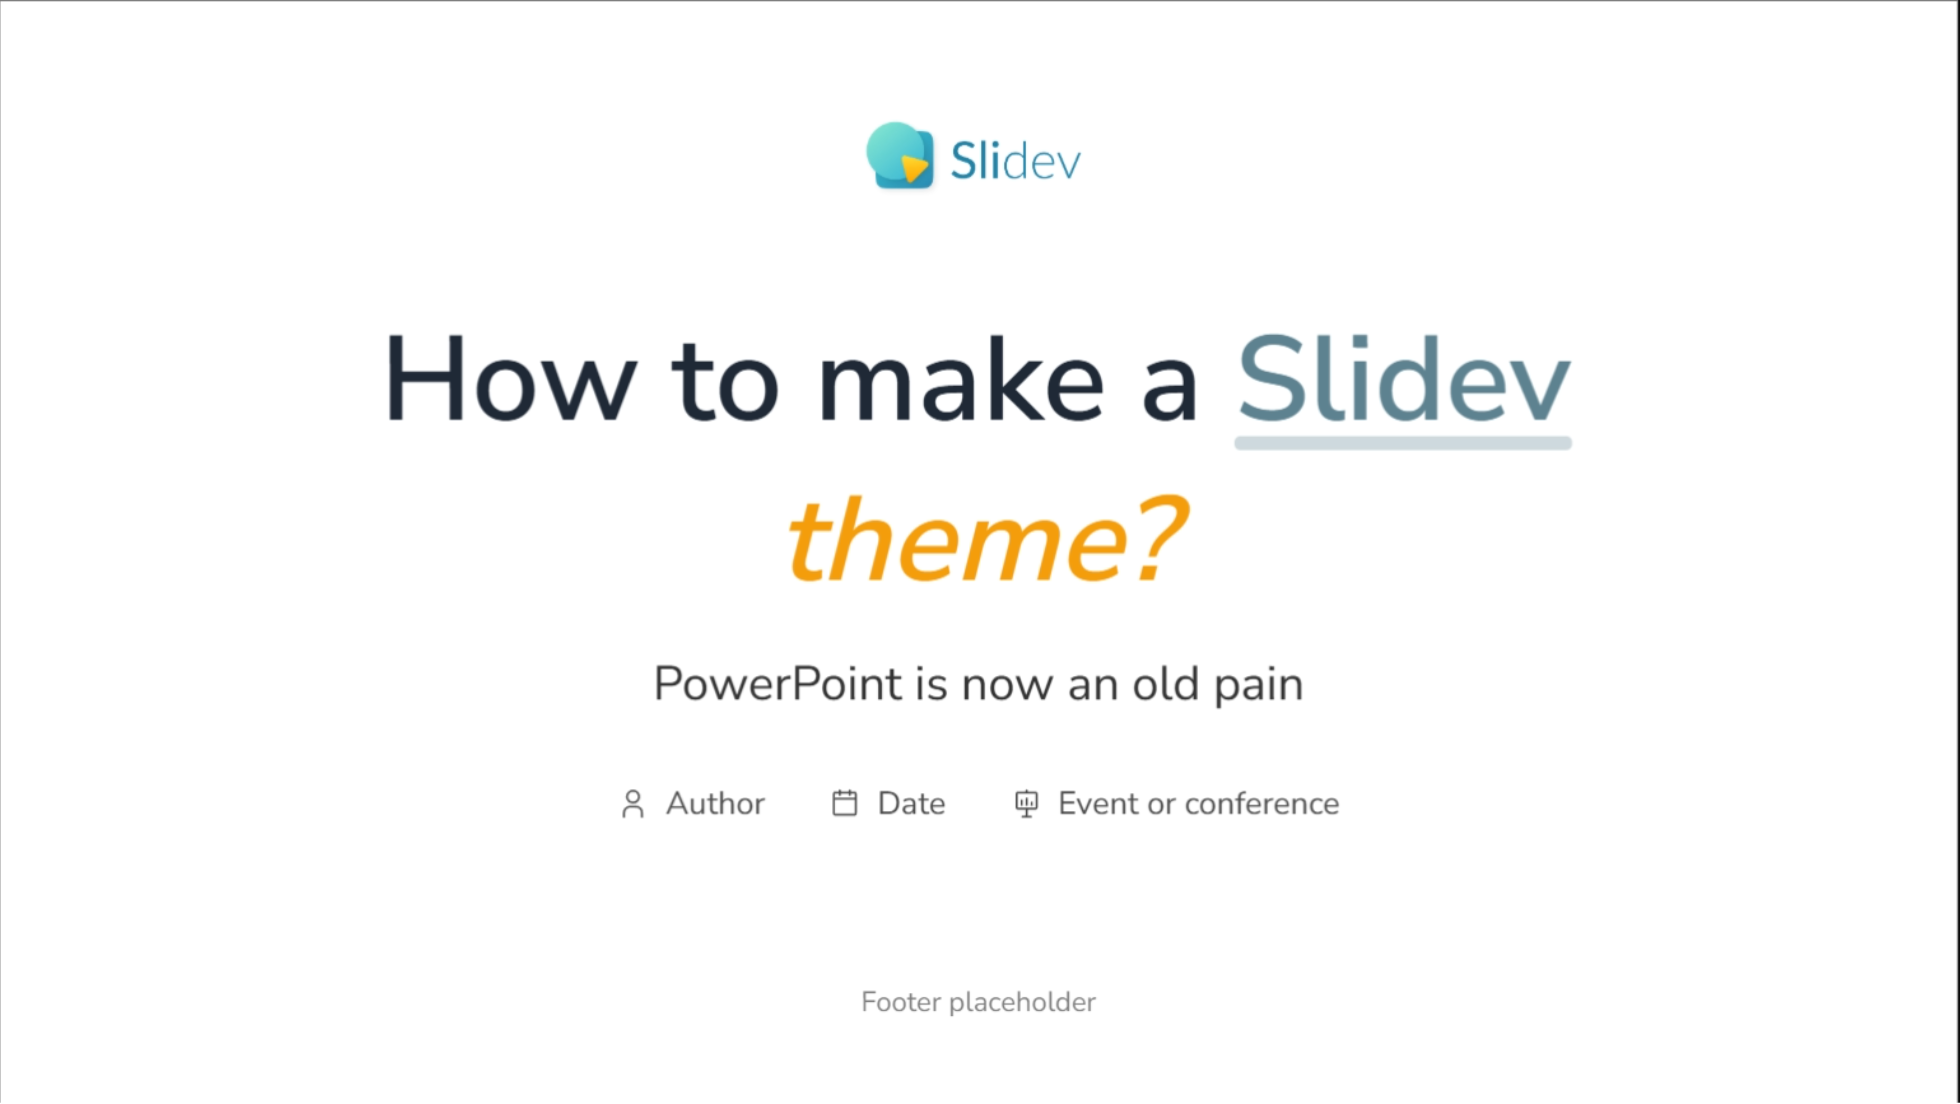 Slidev
How to make a Slidev
theme?
PowerPoint is now an old pain
Author Date Event or conference
Footer placeholder